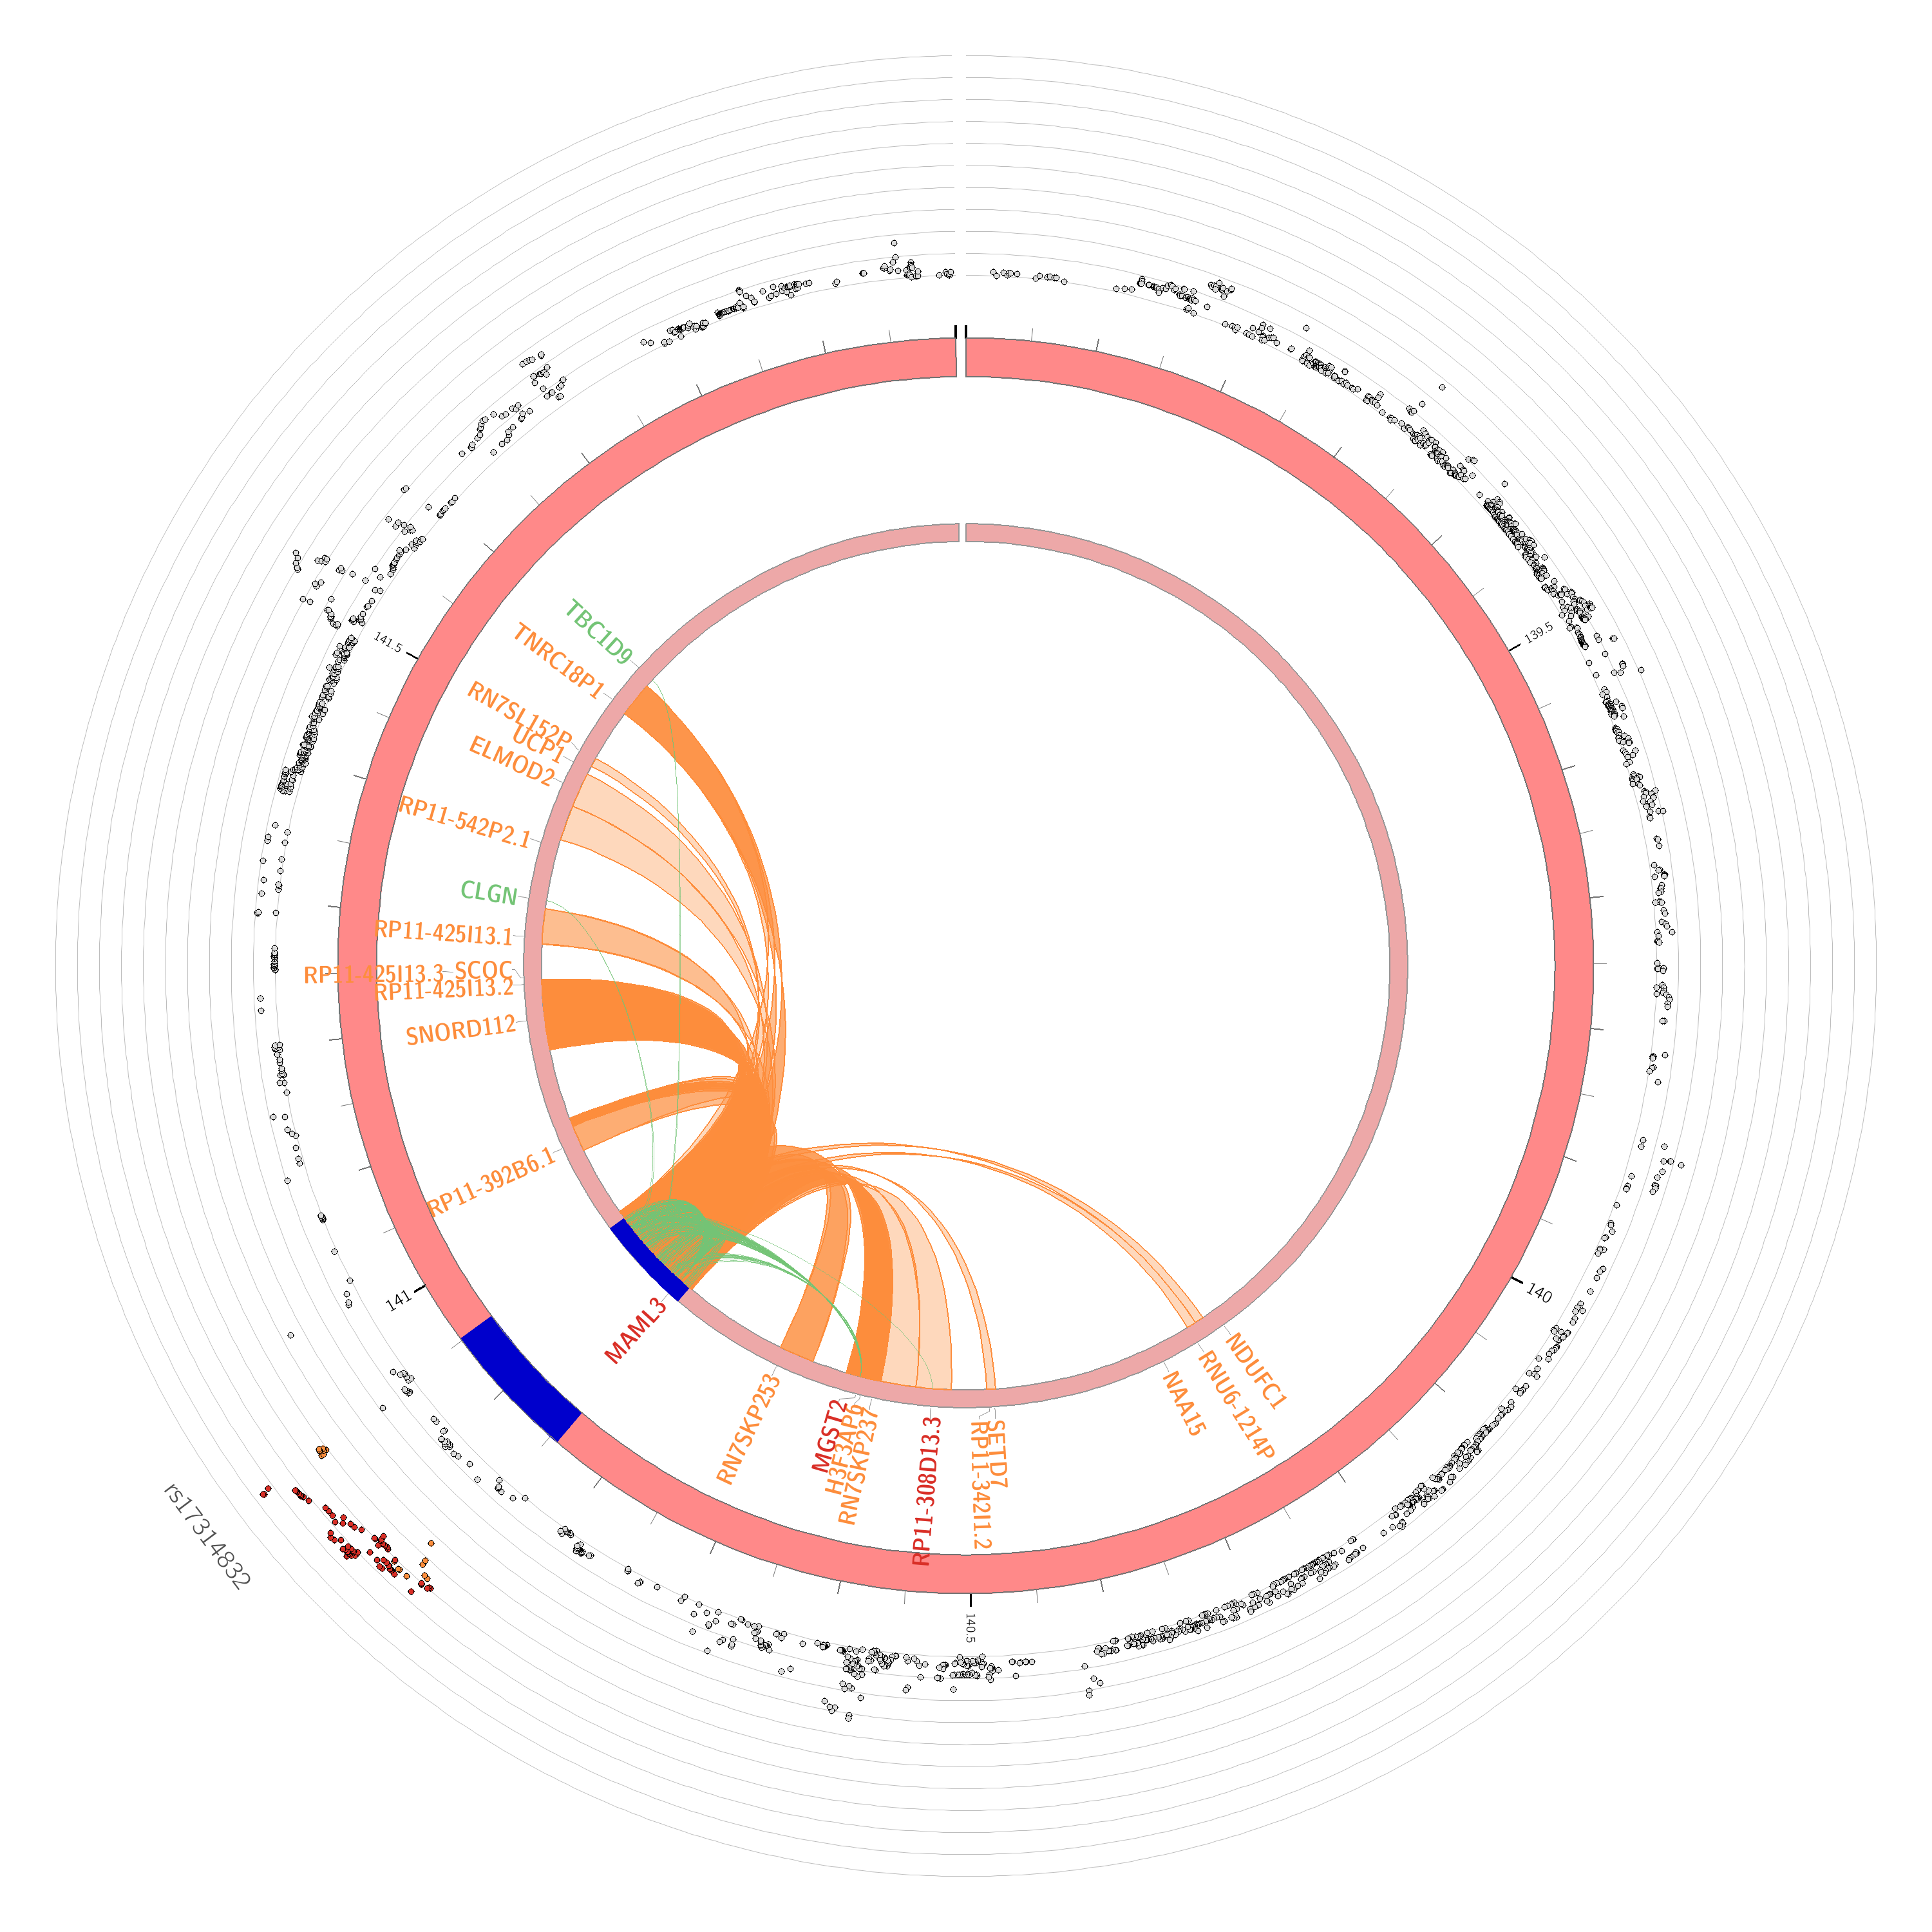 139.5
140
140.5
141
141.5
rs17314832
TBC1D9
TNRC18P1
RN7SL152P
UCP1
ELMOD2
RP11-542P2.1
CLGN
RP11-425I13.1
RP11-425I13.3
SCOC
RP11-425I13.2
SNORD112
RP11-392B6.1
MAML3
RN7SKP253
MGST2
H3F3AP6
RN7SKP237
RP11-308D13.3
RP11-342I1.2
SETD7
NAA15
RNU6-1214P
NDUFC1